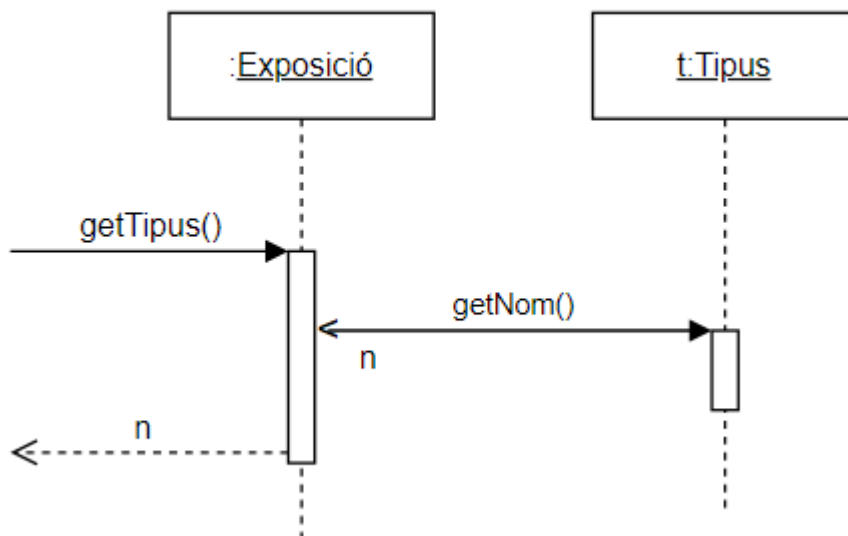 :Exposició
t:Tipus
getTipus()
getNom()
n
n